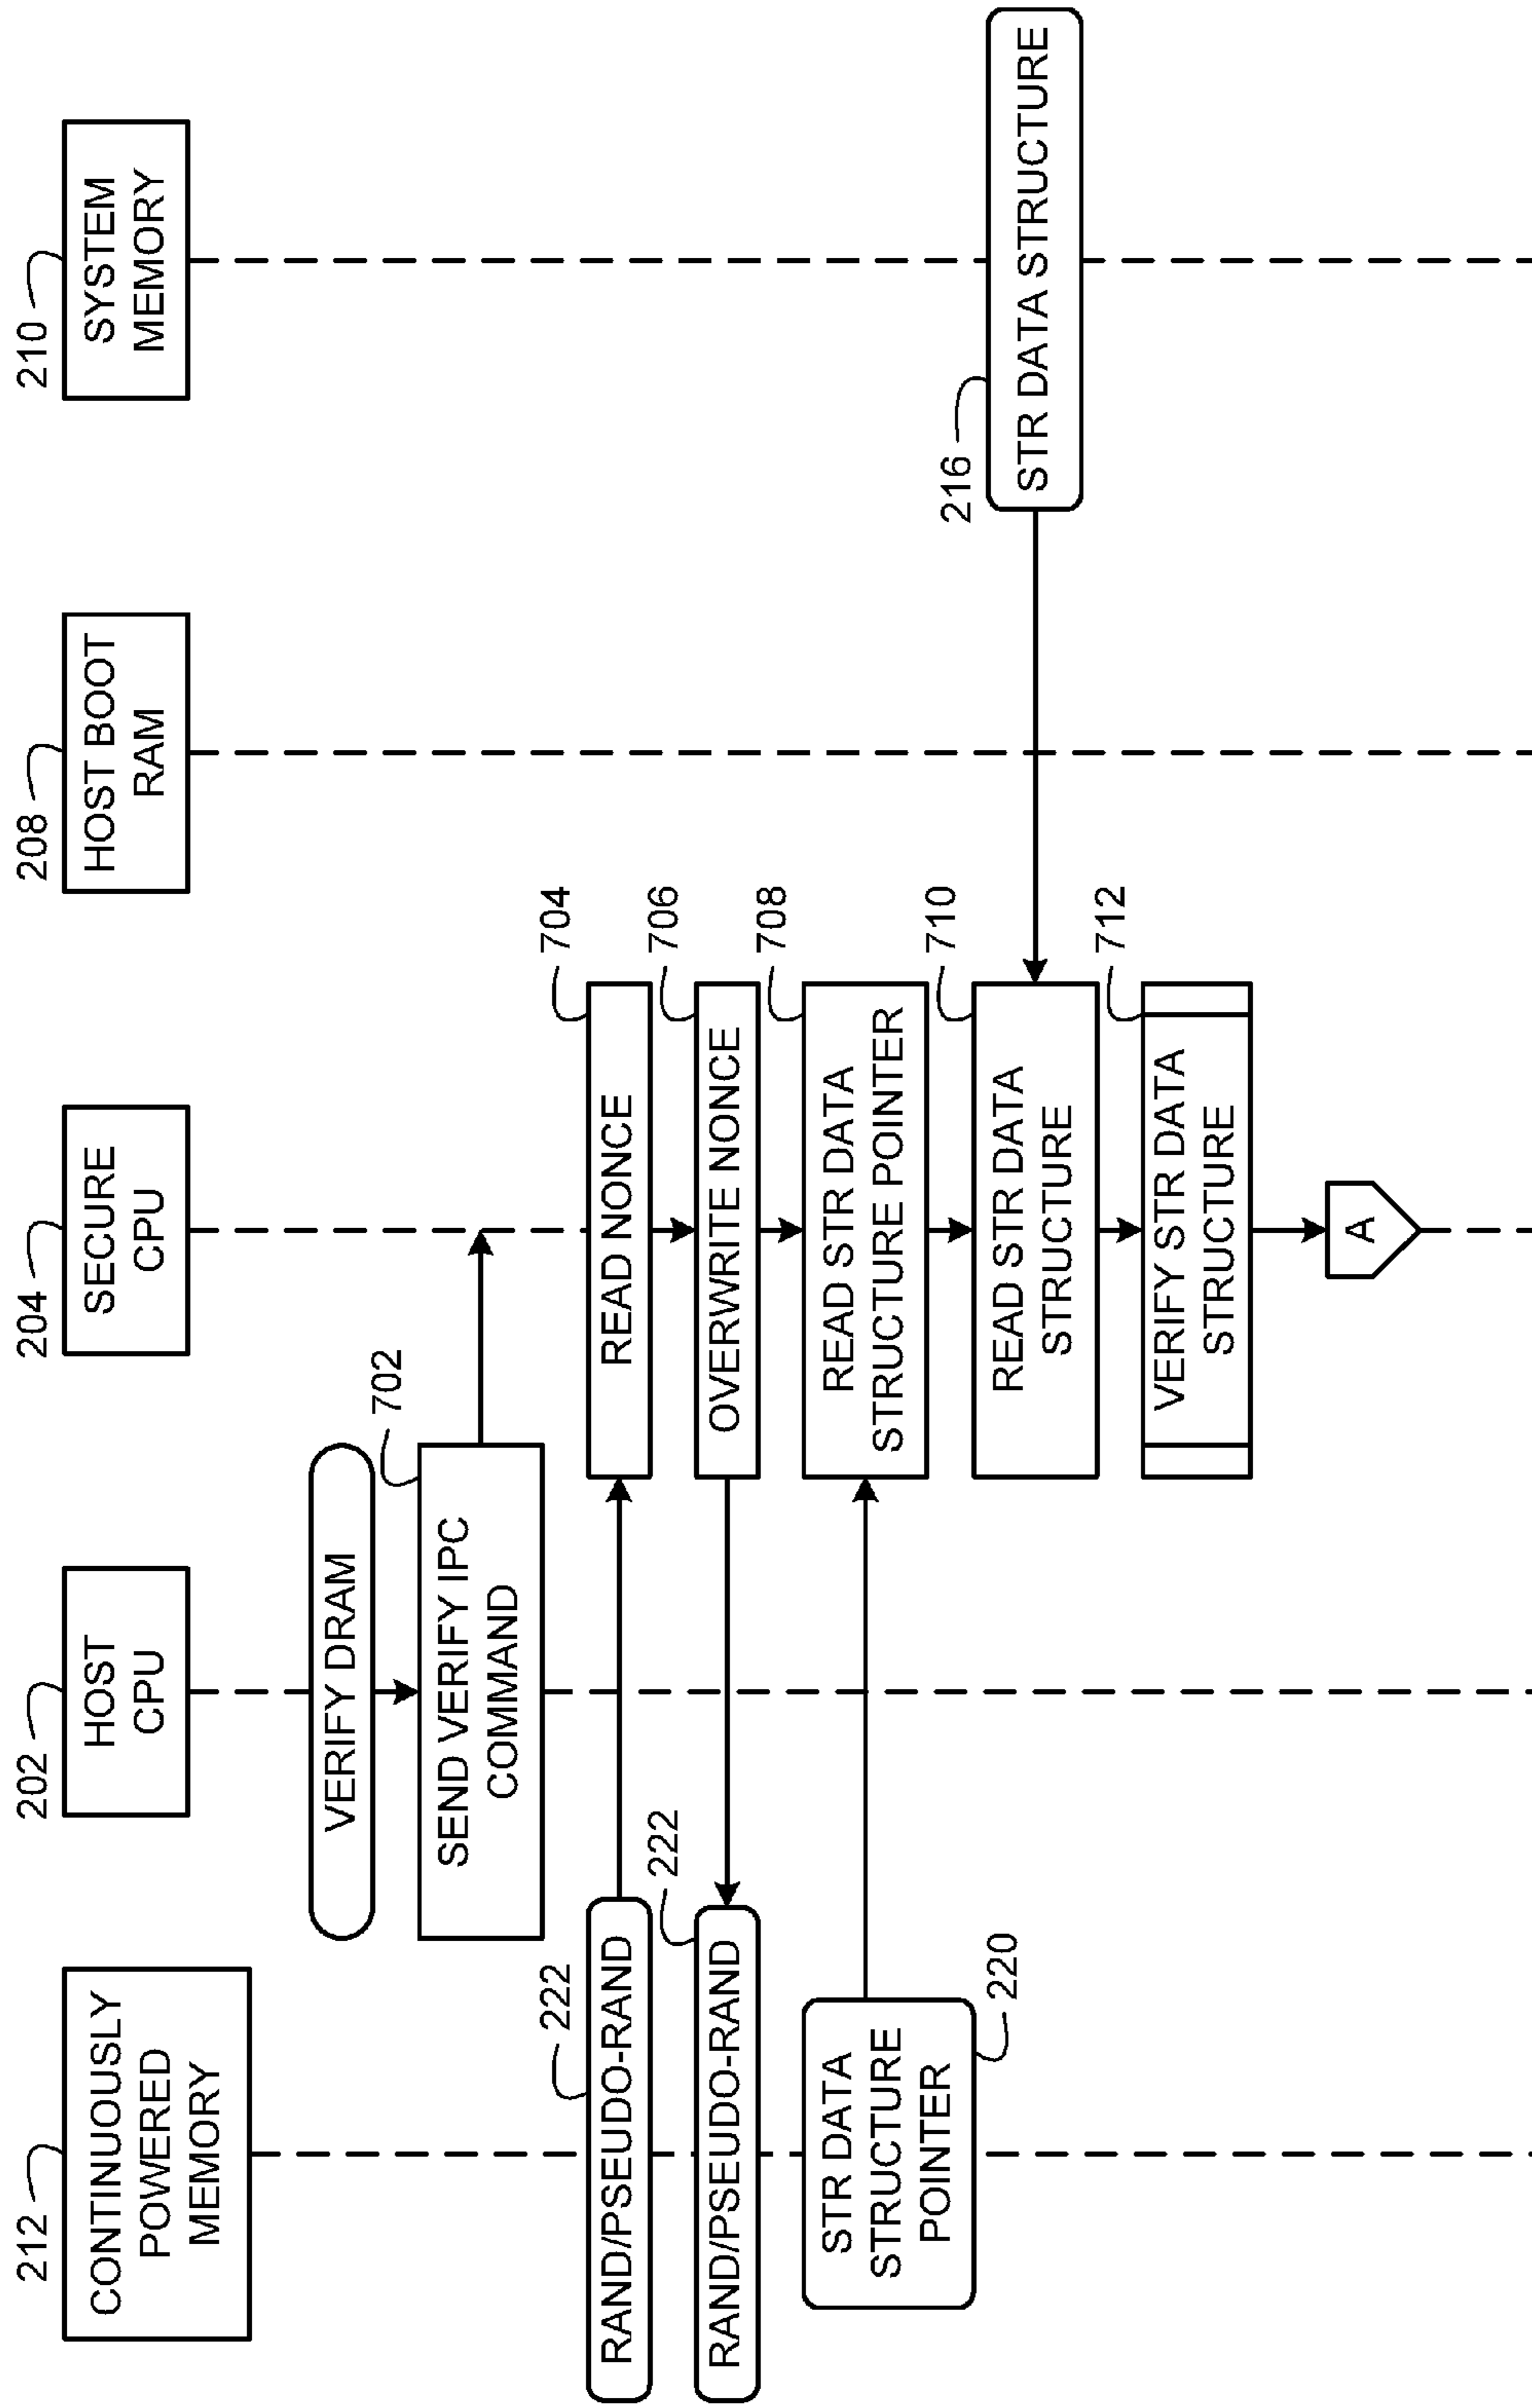 212
CONTINUOUSLY
POWERED
MEMORY
202
HOST
CPU
204
SECURE
CPU
208
HOST BOOT
RAM
210
SYSTEM
MEMORY
VERIFY DRAM
702
SEND VERIFY IPC
COMMAND
222
RAND/PSEUDO-RAND
704
READ NONCE
222
RAND/PSEUDO-RAND
706
OVERWRITE NONCE
STR DATA
STRUCTURE
POINTER
220
708
READ STR DATA
STRUCTURE POINTER
710
READ STR DATA
STRUCTURE
216
STR DATA STRUCTURE
712
VERIFY STR DATA
STRUCTURE
A